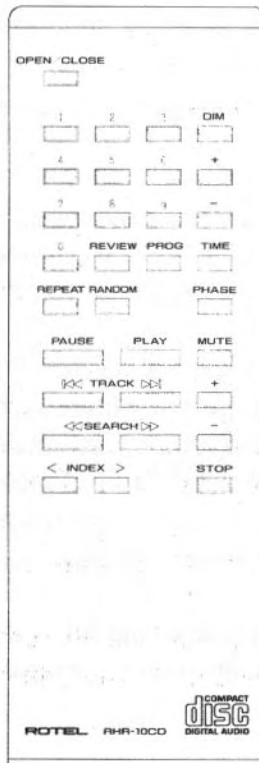 OPEN/CLOSE
1 2 3 DIM
4 5 6 +
7 8 9 -
0 REVIEW PROG TIME
REPEAT RANDOM PHASE
PAUSE PLAY MUTE
TRACK +
SEARCH -
< INDEX > STOP
COMPACT
disc
ROTEL RHR-10CD DIGITAL AUDIO